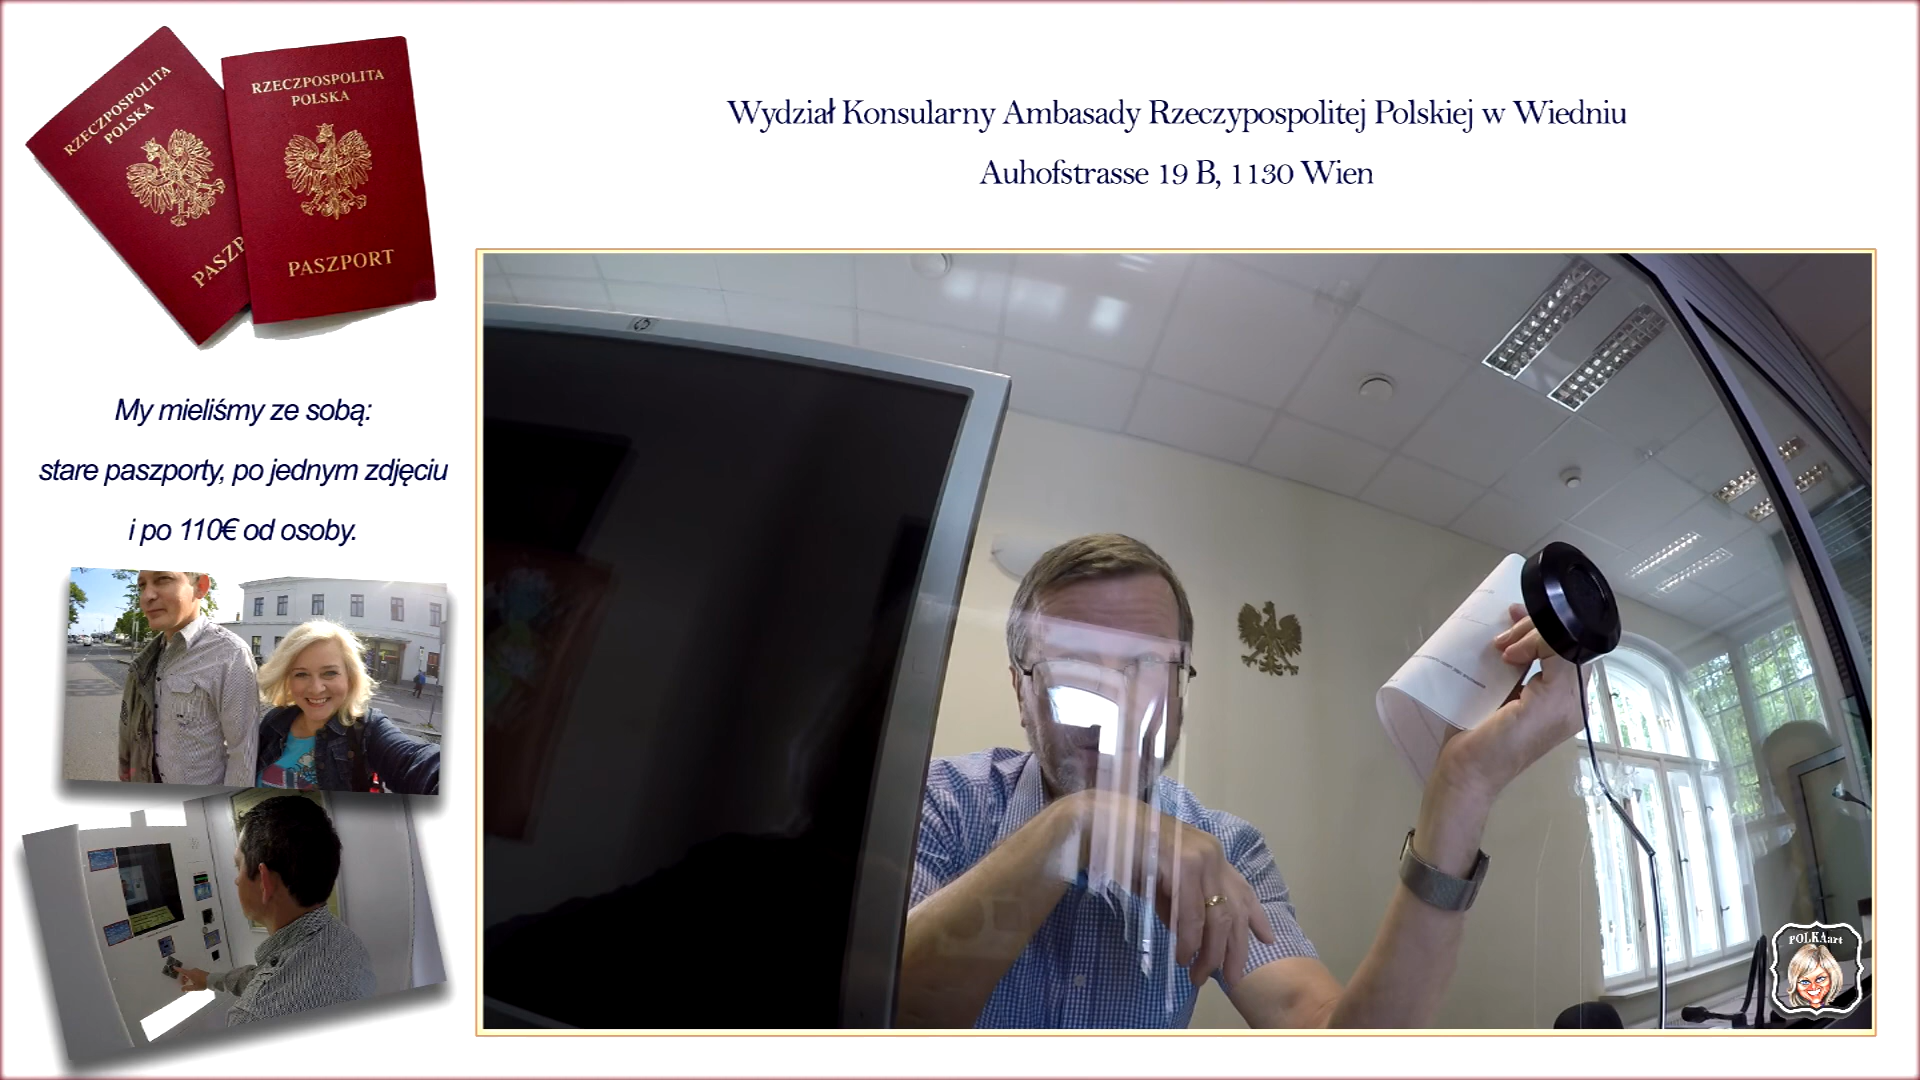 RZECZPOSPOLITA
POLSKA
PASZP
RZECZPOSPOLITA
POLSKA
PASZPORT
Wydział Konsularny Ambasady Rzeczypospolitej Polskiej w Wiedniu
Auhofstrasse 19 B, 1130 Wien
My mieliśmy ze sobą:
stare paszporty, po jednym zdjęciu
i po 110€ od osoby.
POLKAart